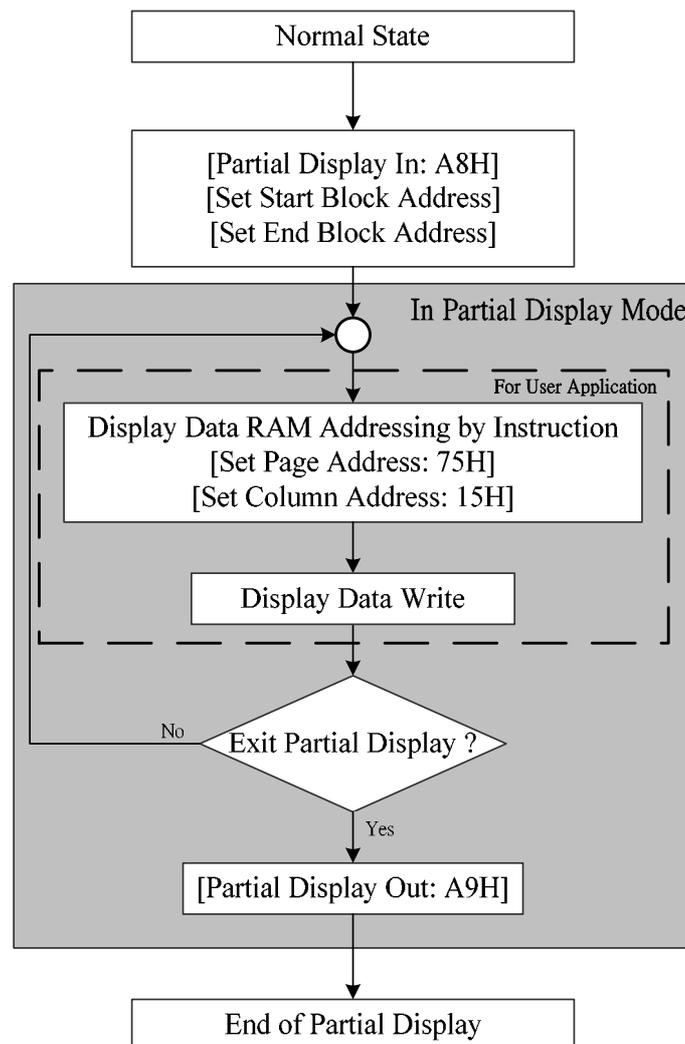 Normal State
[Partial Display In: A8H]
[Set Start Block Address]
[Set End Block Address]
In Partial Display Mode
For User Application
Display Data RAM Addressing by Instruction
[Set Page Address: 75H]
[Set Column Address: 15H]
Display Data Write
Exit Partial Display ?
No
Yes
[Partial Display Out: A9H]
End of Partial Display